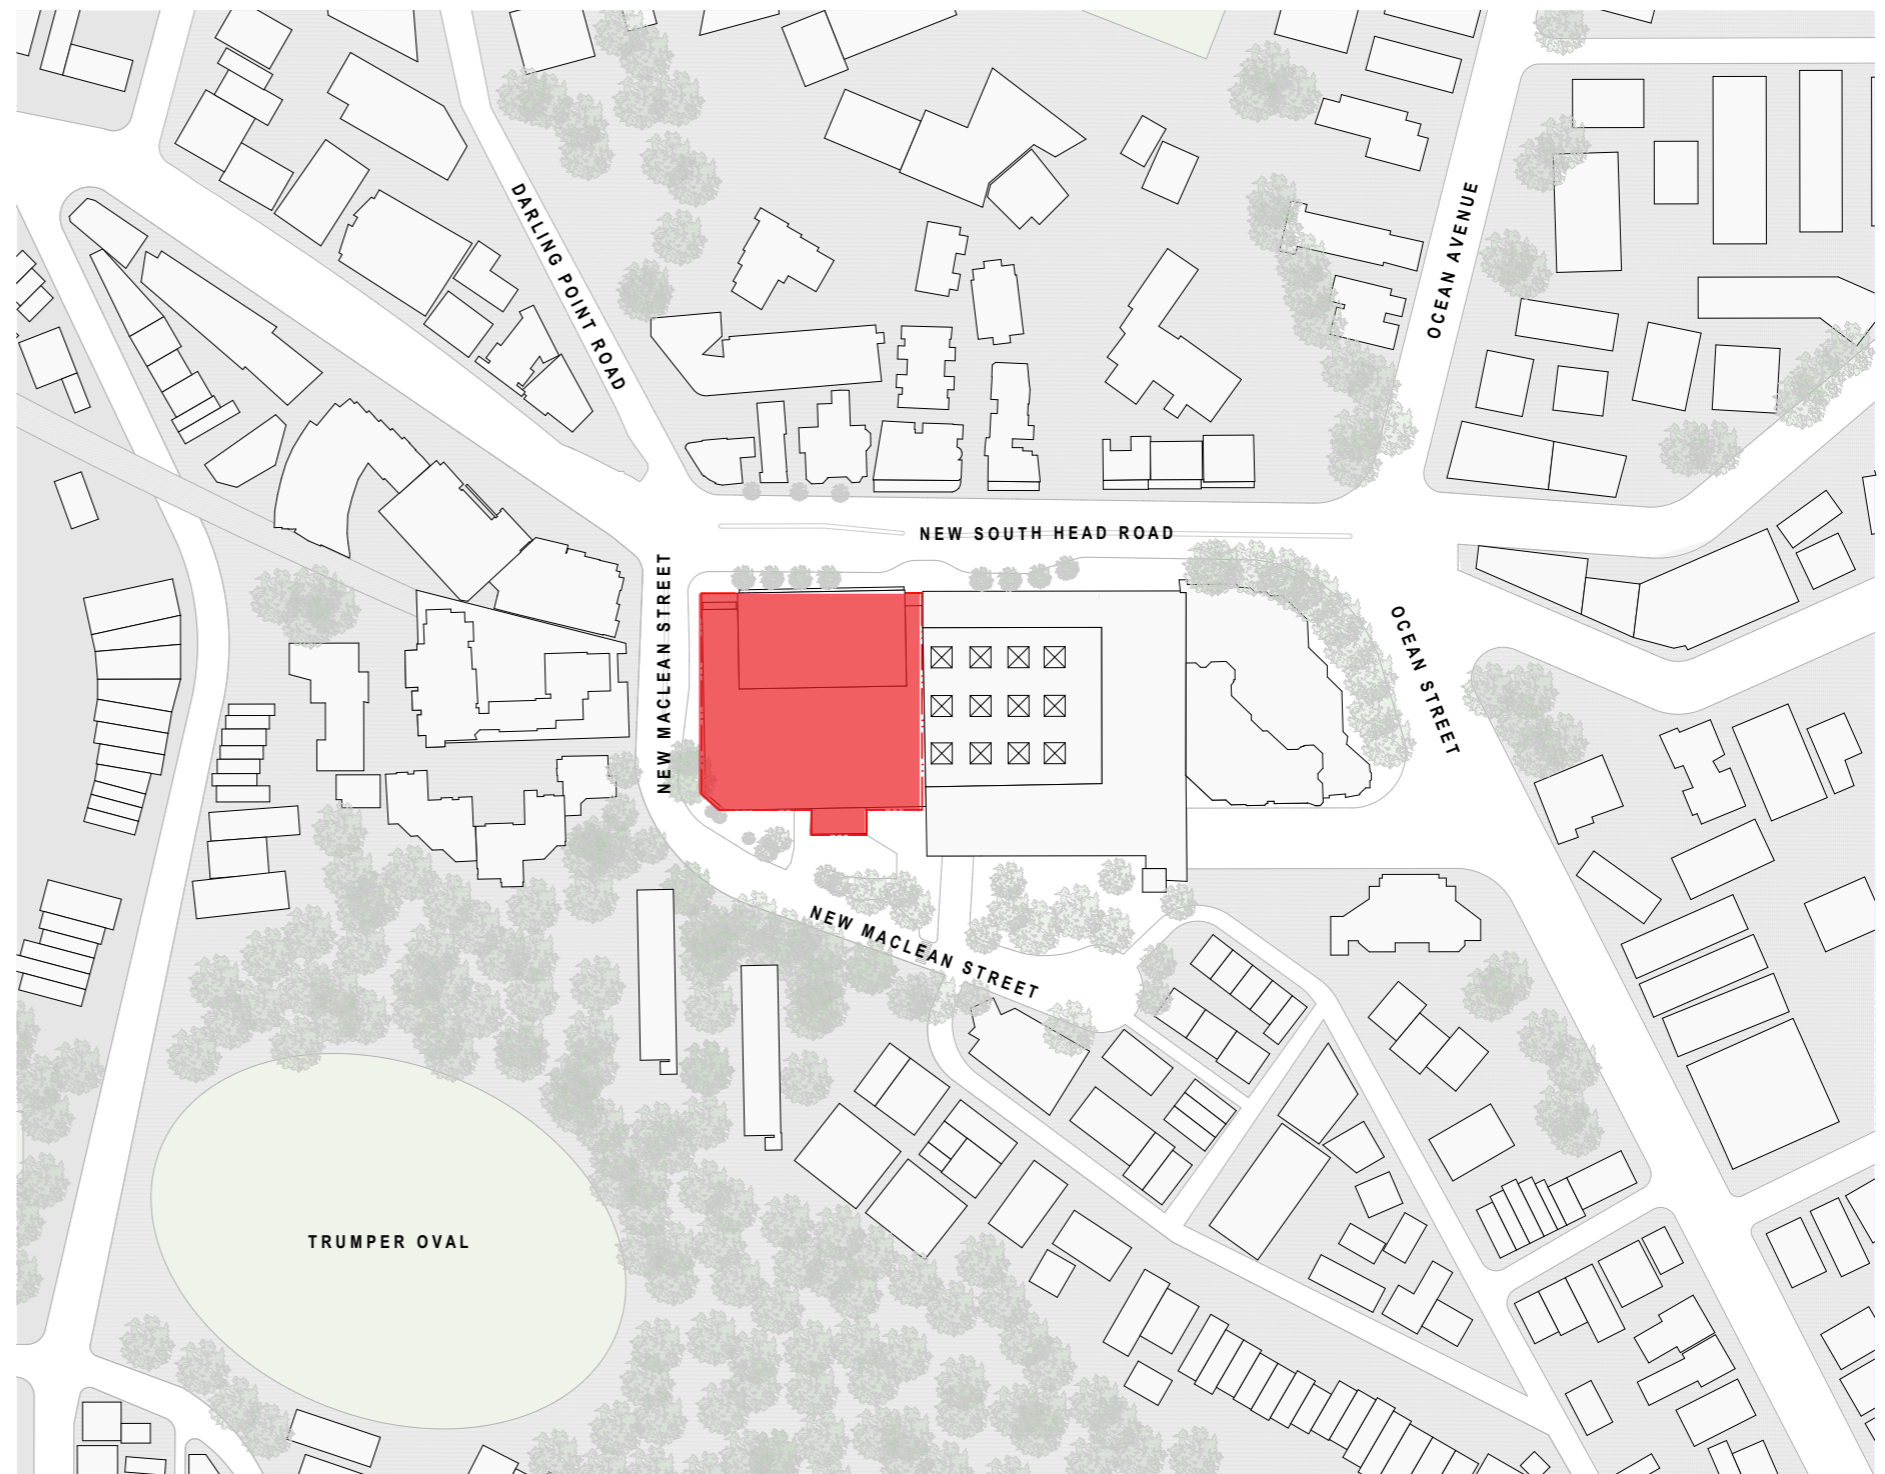 DARLING POINT ROAD
OCEAN AVENUE
NEW SOUTH HEAD ROAD
NEW MACLEAN STREET
OCEAN STREET
NEW MACLEAN STREET
TRUMPER OVAL